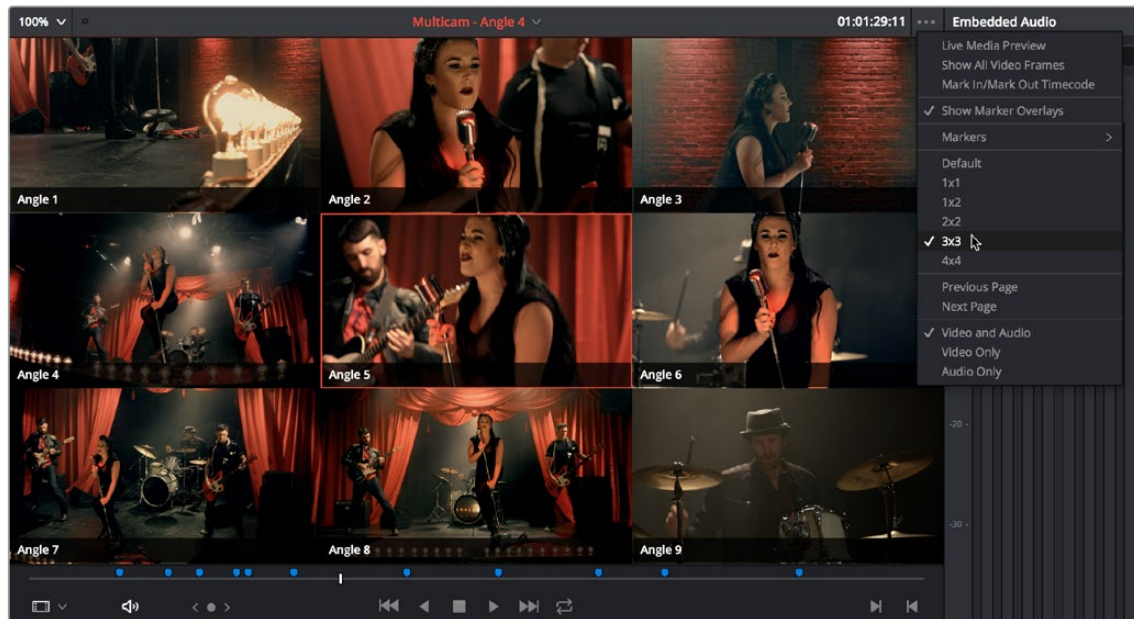 100%
Multicam - Angle 4
01:01:29:11
Embedded Audio
Live Media Preview
Show All Video Frames
Mark In/Mark Out Timecode
Show Marker Overlays
Markers
Default
1x1
1x2
2x2
3x3
4x4
Previous Page
Next Page
Video and Audio
Video Only
Audio Only
Angle 1
Angle 2
Angle 3
Angle 4
Angle 5
Angle 6
Angle 7
Angle 8
Angle 9
-20 -
-30 -